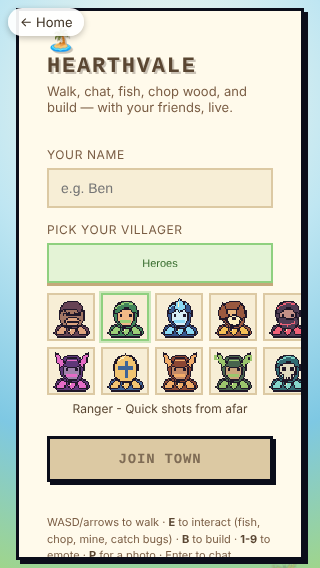 ← Home
HEARTHVALE
Walk, chat, fish, chop wood, and
build — with your friends, live.
YOUR NAME
e.g. Ben
PICK YOUR VILLAGER
Heroes
Ranger - Quick shots from afar
JOIN TOWN
WASD/arrows to walk · E to interact (fish,
chop, mine, catch bugs) · B to build · 1-9 to
emote · P for a photo · Enter to chat